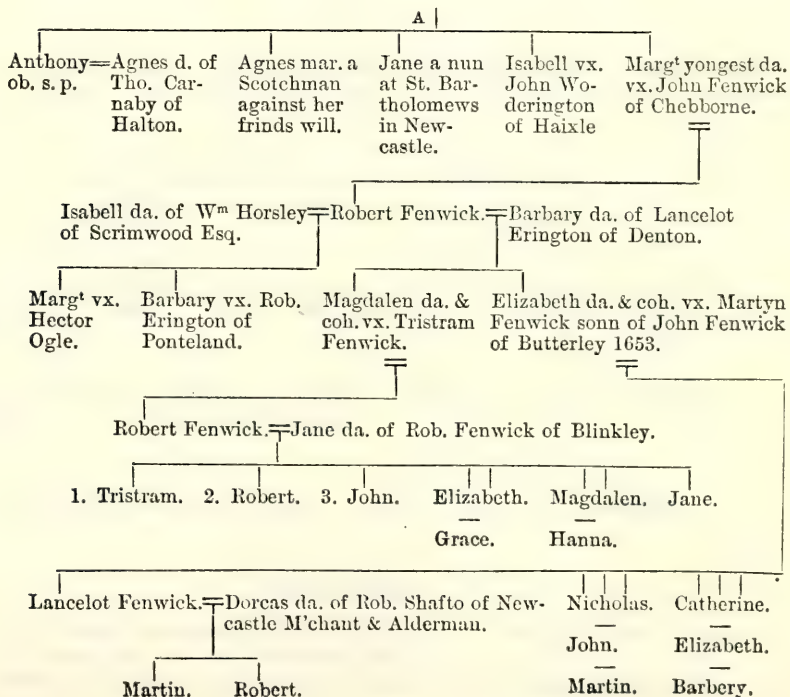 A
Anthony=Agnes d. of Agnes mar. a Jane a nun Isabell vx. Margᵗ yongest da.
ob. s. p. Tho. Car- Scotchman at St. Bar- John Wo- vx. John Fenwick
naby of against her tholomews derington of Chebborne.
Halton. frinds will. in New- of Haixle
castle.
Isabell da. of Wᵐ Horsley=Robert Fenwick.=Barbary da. of Lancelot
of Scrimwood Esq. Erington of Denton.
Margᵗ vx. Barbary vx. Rob. Magdalen da. & Elizabeth da. & coh. vx. Martyn
Hector Erington of coh. vx. Tristram Fenwick sonn of John Fenwick
Ogle. Ponteland. Fenwick. of Butterley 1653.
Robert Fenwick.=Jane da. of Rob. Fenwick of Blinkley.
1. Tristram. 2. Robert. 3. John. Elizabeth. Magdalen. Jane.
Grace. Hanna.
Lancelot Fenwick.=Dorcas da. of Rob. Shafto of New- Nicholas. Catherine.
castle M'chant & Alderman.
John. Elizabeth.
Martin. Robert. Martin. Barbery.